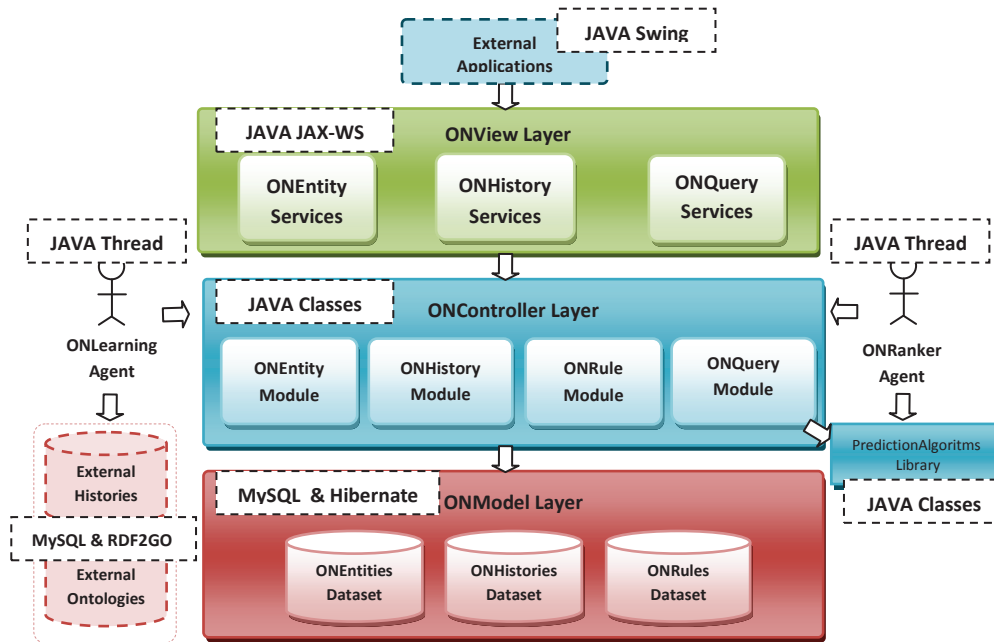 JAVA Swing
External
Applications
JAVA JAX-WS
ONView Layer
ONEntity
Services
ONHistory
Services
ONQuery
Services
JAVA Thread
JAVA Thread
JAVA Classes
ONController Layer
ONLearning
Agent
ONEntity
Module
ONHistory
Module
ONRule
Module
ONQuery
Module
ONRanker
Agent
PredictionAlgoritms
Library
JAVA Classes
External
Histories
MySQL & RDF2GO
External
Ontologies
MySQL & Hibernate
ONModel Layer
ONEntities
Dataset
ONHistories
Dataset
ONRules
Dataset